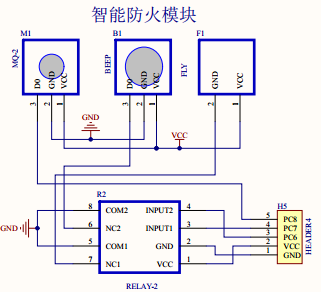 智能防火模块
M1
B1
F1
MQ-2
BEEP
FLY
D0
GND
VCC
D0
GND
VCC
GND
VCC
3
2
1
3
2
1
2
1
GND
VCC
R2
H5
8
COM2
INPUT2
4
6
NC2
INPUT1
3
5
COM1
GND
2
7
NC1
VCC
1
GND
5
PC8
4
PC7
3
PC6
2
VCC
1
GND
HEADER4
RELAY-2